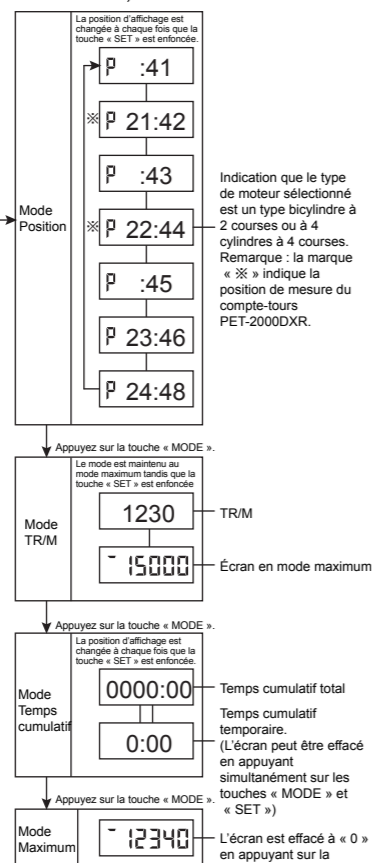 La position d'affichage est
changée à chaque fois que la
touche « SET » est enfoncée.
Mode
Position
P :41
※ P 21:42
P :43
※ P 22:44
P :45
P 23:46
P 24:48
Indication que le type
de moteur sélectionné
est un type bicylindre à
2 courses ou à 4
cylindres à 4 courses.
Remarque : la marque
« ※ » indique la
position de mesure du
compte-tours
PET-2000DXR.
Appuyez sur la touche « MODE ».
Le mode est maintenu au
mode maximum tandis que la
touche « SET » est enfoncée
Mode
TR/M
1230
TR/M
¯ 15000
Écran en mode maximum
Appuyez sur la touche « MODE ».
La position d'affichage est
changée à chaque fois que la
touche « SET » est enfoncée.
Mode
Temps
cumulatif
0000:00
Temps cumulatif total
0:00
Temps cumulatif
temporaire.
(L'écran peut être effacé
en appuyant
simultanément sur les
touches « MODE » et
« SET »)
Appuyez sur la touche « MODE ».
Mode
Maximum
¯ 12340
L'écran est effacé à « 0 »
en appuyant sur la